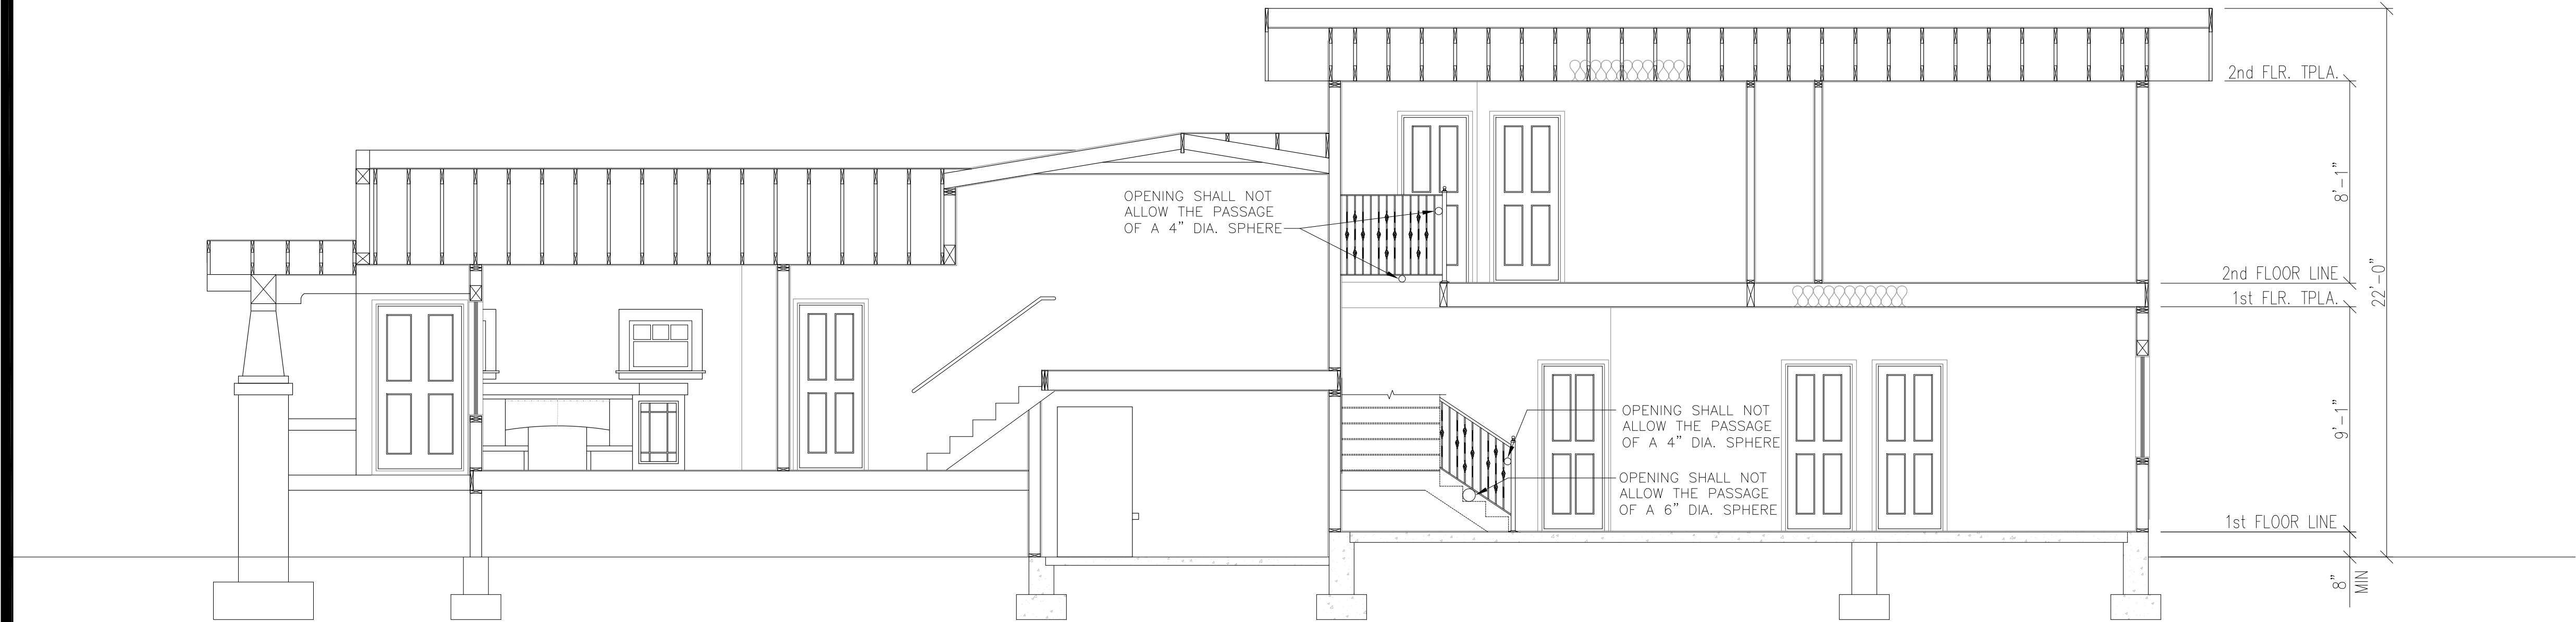 2nd FLR. TPLA.
8'-1"
OPENING SHALL NOT
ALLOW THE PASSAGE
OF A 4" DIA. SPHERE
2nd FLOOR LINE
22'-0"
1st FLR. TPLA.
9'-1"
OPENING SHALL NOT
ALLOW THE PASSAGE
OF A 4" DIA. SPHERE
OPENING SHALL NOT
ALLOW THE PASSAGE
OF A 6" DIA. SPHERE
1st FLOOR LINE
8"
MIN